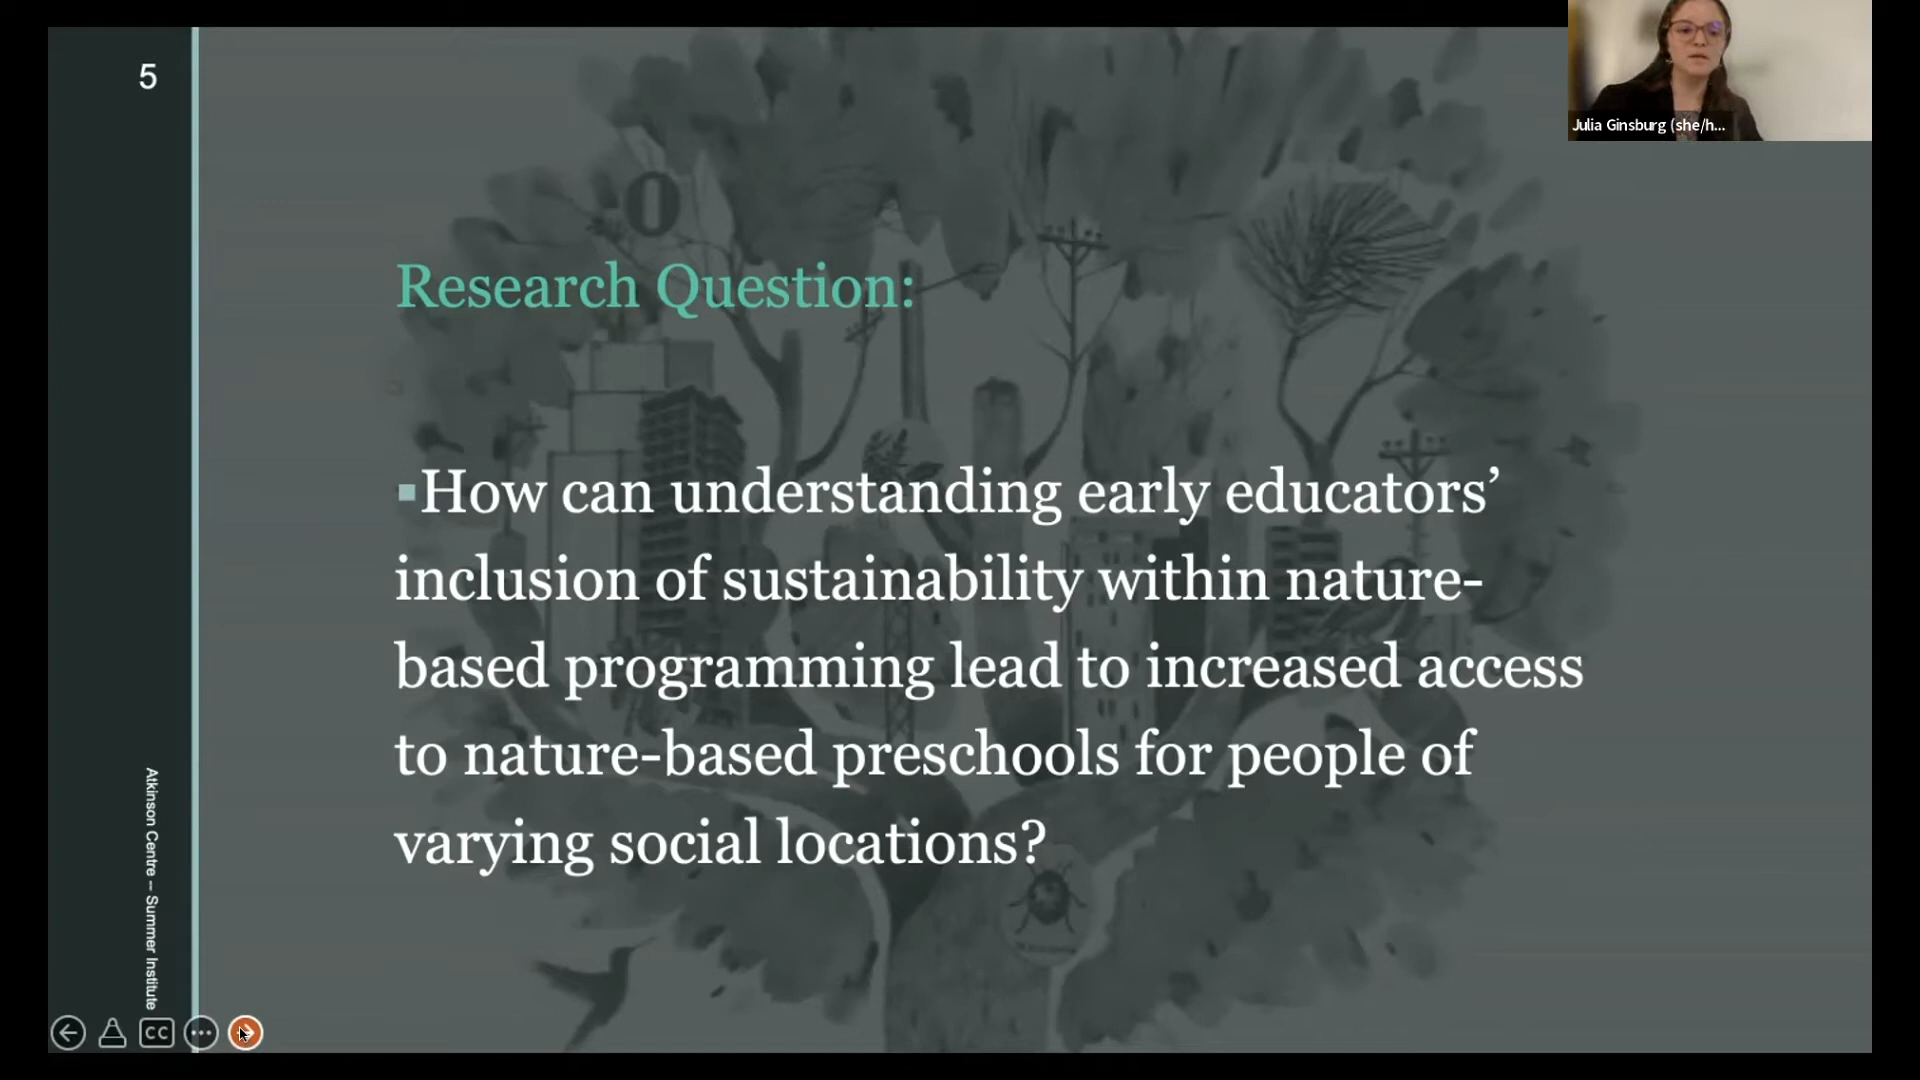 5
Julia Ginsburg (she/h...
Research Question:
▪How can understanding early educators’
inclusion of sustainability within nature-
based programming lead to increased access
to nature-based preschools for people of
varying social locations?
Atkinson Centre – Summer Institute
CC